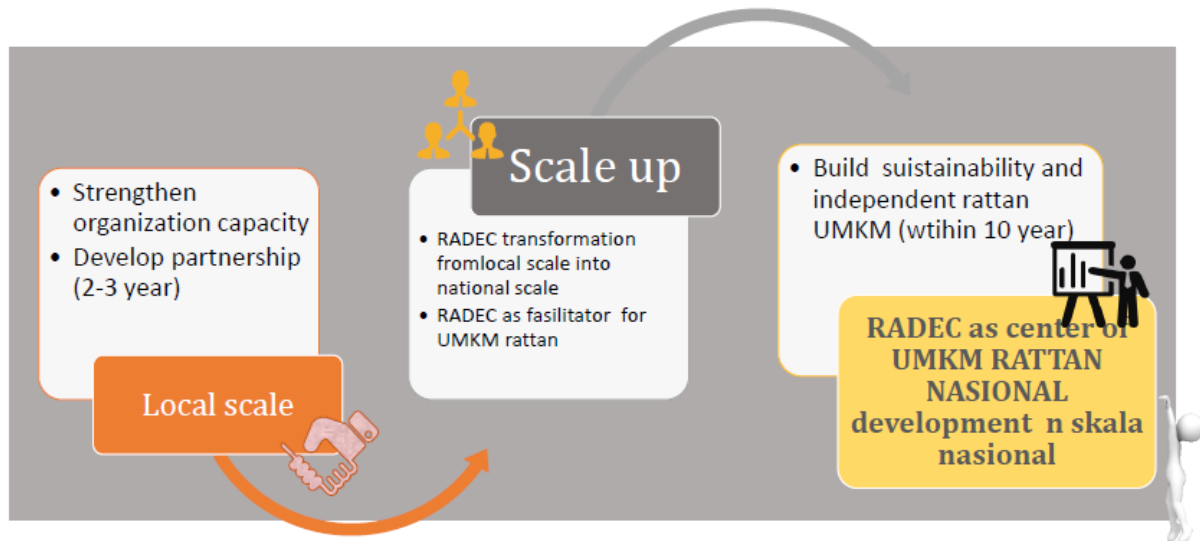 • Strengthen
organization capacity
• Develop partnership
(2-3 year)
Local scale
Scale up
• RADEC transformation
fromlocal scale into
national scale
• RADEC as fasilitator for
UMKM rattan
• Build suistainability and
independent rattan
UMKM (wtihin 10 year)
RADEC as center of
UMKM RATTAN
NASIONAL
development n skala
nasional